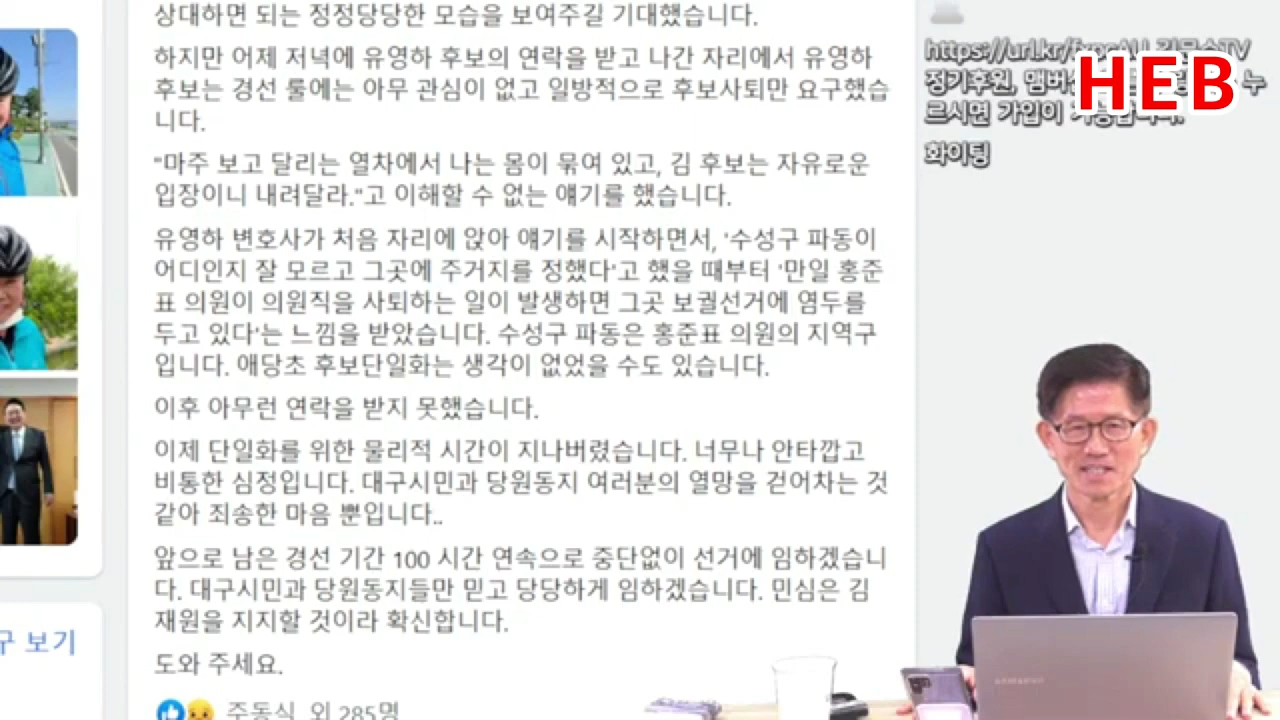 상대하면 되는 정정당당한 모습을 보여주길 기대했습니다.
하지만 어제 저녁에 유영하 후보의 연락을 받고 나간 자리에서 유영하
후보는 경선 룰에는 아무 관심이 없고 일방적으로 후보사퇴만 요구했습
니다.
"마주 보고 달리는 열차에서 나는 몸이 묶여 있고, 김 후보는 자유로운
입장이니 내려달라."고 이해할 수 없는 얘기를 했습니다.
유영하 변호사가 처음 자리에 앉아 얘기를 시작하면서, '수성구 파동이
어디인지 잘 모르고 그곳에 주거지를 정했다'고 했을 때부터 '만일 홍준
표 의원이 의원직을 사퇴하는 일이 발생하면 그곳 보궐선거에 염두를
두고 있다'는 느낌을 받았습니다. 수성구 파동은 홍준표 의원의 지역구
입니다. 애당초 후보단일화는 생각이 없었을 수도 있습니다.
이후 아무런 연락을 받지 못했습니다.
이제 단일화를 위한 물리적 시간이 지나버렸습니다. 너무나 안타깝고
비통한 심정입니다. 대구시민과 당원동지 여러분의 열망을 걷어차는 것
같아 죄송한 마음 뿐입니다..
앞으로 남은 경선 기간 100 시간 연속으로 중단없이 선거에 임하겠습니
다. 대구시민과 당원동지들만 믿고 당당하게 임하겠습니다. 민심은 김
재원을 지지할 것이라 확신합니다.
도와 주세요.
주동식 외 285명
구 보기
https://url.kr/
정기후원, 맴버 누
르시면 가입이
화이팅
HEB
SAMSUNG